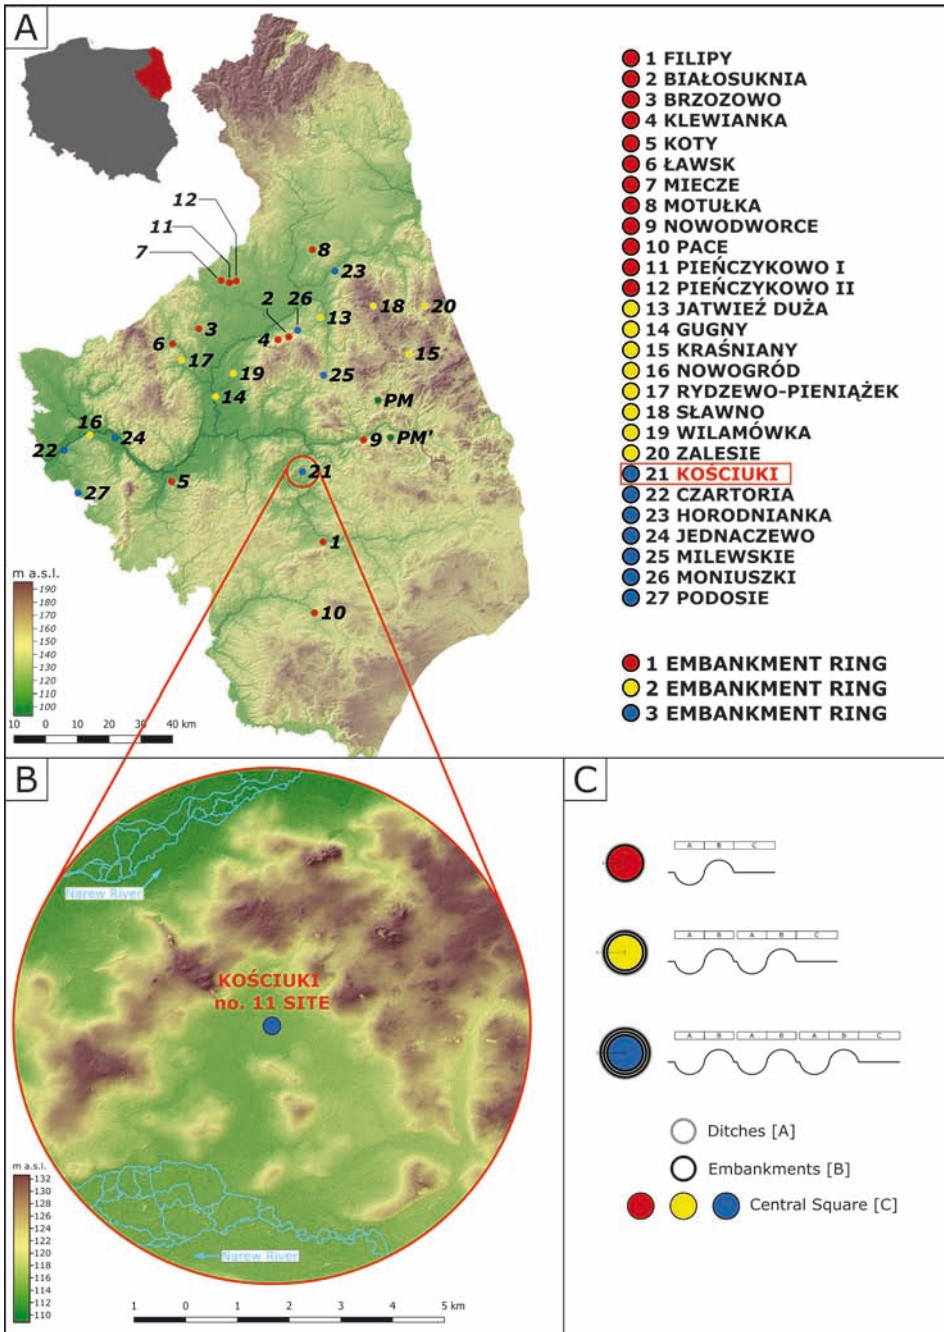 A
1 FILIPY
2 BIAŁOSUKNIA
3 BRZOZOWO
4 KLEWIANKA
5 KOTY
6 ŁAWSK
7 MIECZE
8 MOTUŁKA
9 NOWODWORCE
10 PACE
11 PIEŃCZYKOWO I
12 PIEŃCZYKOWO II
13 JATWIEŹ DUŻA
14 GUGNY
15 KRAŚNIANY
16 NOWOGRÓD
17 RYDZEWO-PIENIĄŻEK
18 SŁAWNO
19 WILAMÓWKA
20 ZALESIE
21 KOŚCIUKI
22 CZARTORIA
23 HORODNIANKA
24 JEDNACZEWO
25 MILEWSKIE
26 MONIUSZKI
27 PODOSIE
1 EMBANKMENT RING
2 EMBANKMENT RING
3 EMBANKMENT RING
12
11
7
8
23
2 26
18 20
13
3
4
6
17
15
19
25
14
PM
16
24
9 PM'
22
21
5
27
1
10
m a.s.l.
190
180
170
160
150
140
130
120
110
100
10 0 10 20 40 km
B
Narew River
KOŚCIUKI
no. 11 SITE
Narew River
m a.s.l.
132
130
128
126
124
122
120
118
116
114
112
110
1 0 1 2 3 4 5 km
C
A B C
A B A B C
A B A B A B C
Ditches [A]
Embankments [B]
Central Square [C]